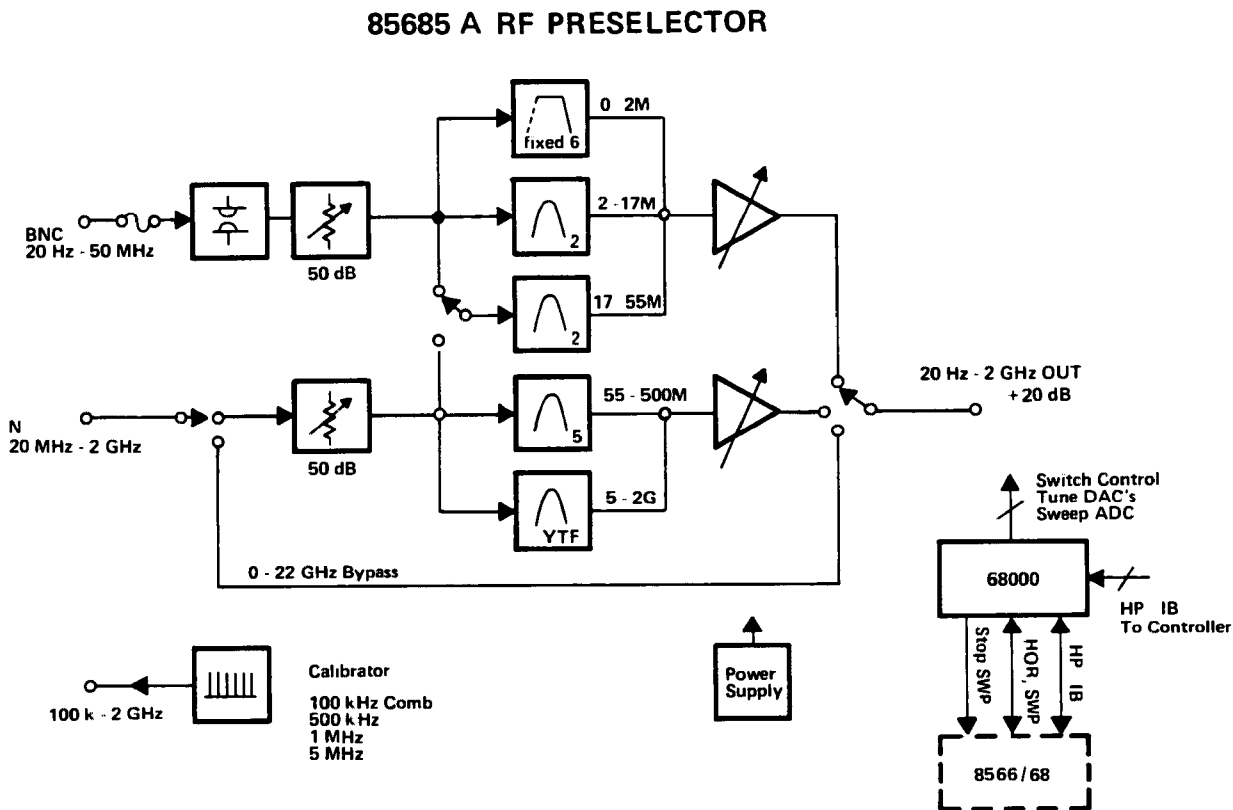 85685 A RF PRESELECTOR
fixed 6
0 2M
BNC
20 Hz - 50 MHz
50 dB
2
2 - 17M
2
17 55M
N
20 MHz - 2 GHz
50 dB
5
55 - 500M
YTF
5 - 2G
20 Hz - 2 GHz OUT
+20 dB
0 - 22 GHz Bypass
Switch Control
Tune DAC's
Sweep ADC
68000
HP IB
To Controller
Stop SWP
HOR, SWP
HP IB
8566/68
100 k - 2 GHz
Calibrator
100 kHz Comb
500 kHz
1 MHz
5 MHz
Power
Supply